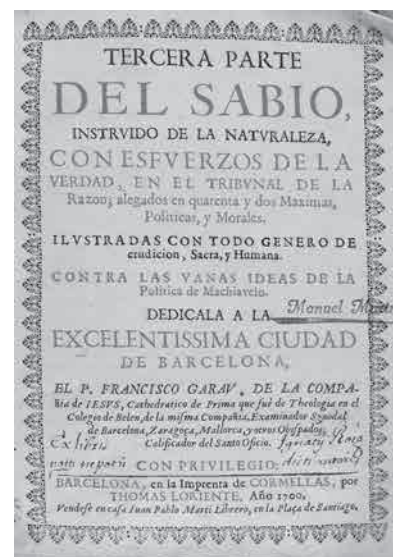 TERCERA PARTE
DEL SABIO,
INSTRVIDO DE LA NATVRALEZA,
CON ESFVERZOS DE LA
VERDAD, EN EL TRIBVNAL DE LA
Razon; alegados en quarenta y dos Maximas,
Politicas, y Morales.
ILVSTRADAS CON TODO GENERO DE
erudicion, Sacra, y Humana.
CONTRA LAS VANAS IDEAS DE LA
Politica de Machiavelo.
Manuel
DEDICALA A LA
EXCELENTISSIMA CIUDAD
DE BARCELONA,
EL P. FRANCISCO GARAV, DE LA COMPA-
ñia de IESVS, Cathedratico de Prima que fuè de Theologia en el
Colegio de Belen, de la misma Compañia, Examinador Synodal
de Barcelona, Zaragoça, Mallorca, y otros Obispados,
Ex libris
Calificador del Santo Oficio.
CON PRIVILEGIO:
BARCELONA, en la Imprenta de CORMELLAS, por
THOMAS LORIENTE, Año 1700.
Vendese en casa Iuan Pablo Marti Librero, en la Plaça de Santiago.